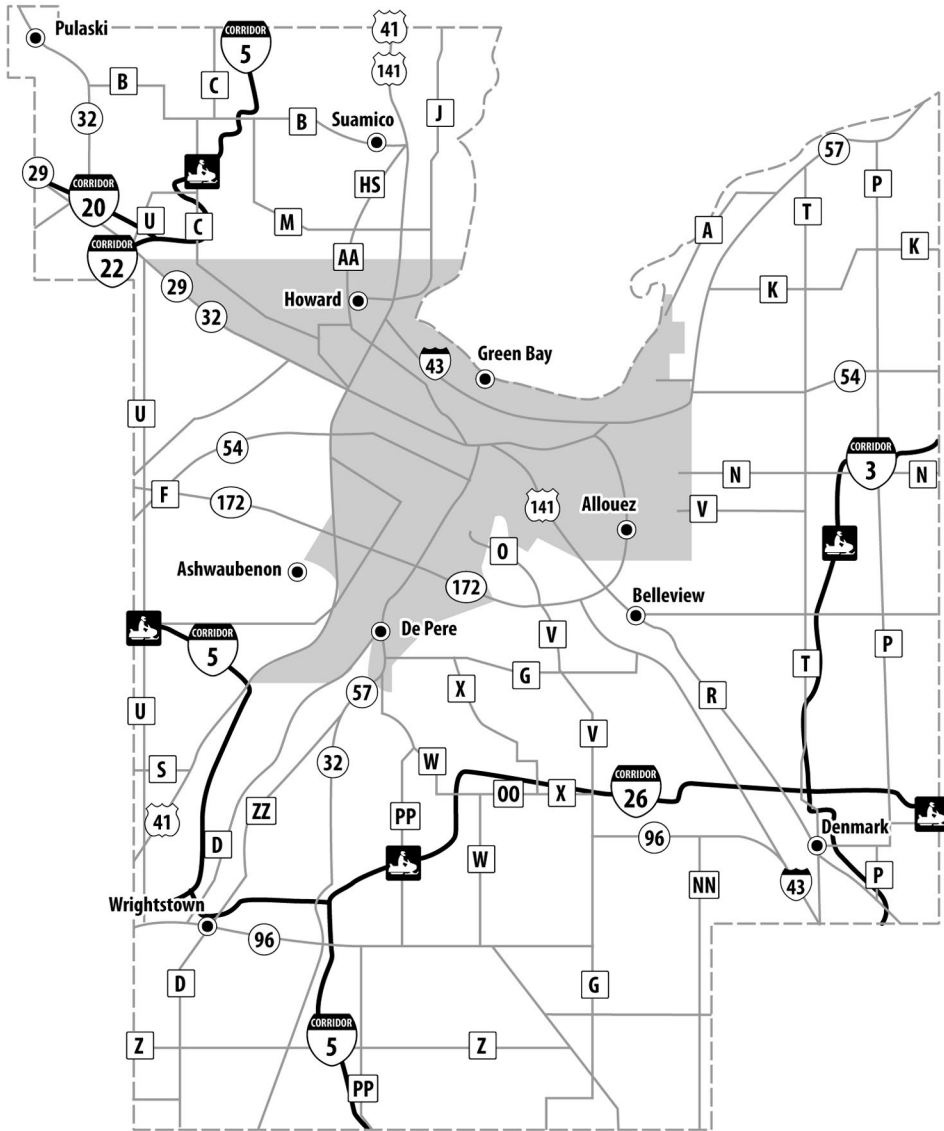 Pulaski
CORRIDOR
5
41
141
B
C
J
32
B
Suamico
57
P
29
HS
CORRIDOR
20
U
C
M
T
A
K
CORRIDOR
22
AA
29
Howard
K
32
43
Green Bay
54
U
54
CORRIDOR
3
F
N
N
172
141
Allouez
V
O
Ashwaubenon
172
Belleview
De Pere
V
CORRIDOR
5
T
P
G
X
57
R
U
V
32
W
S
CORRIDOR
26
OO
X
ZZ
PP
41
Denmark
D
96
W
P
NN
43
Wrightstown
96
D
G
CORRIDOR
5
Z
Z
PP